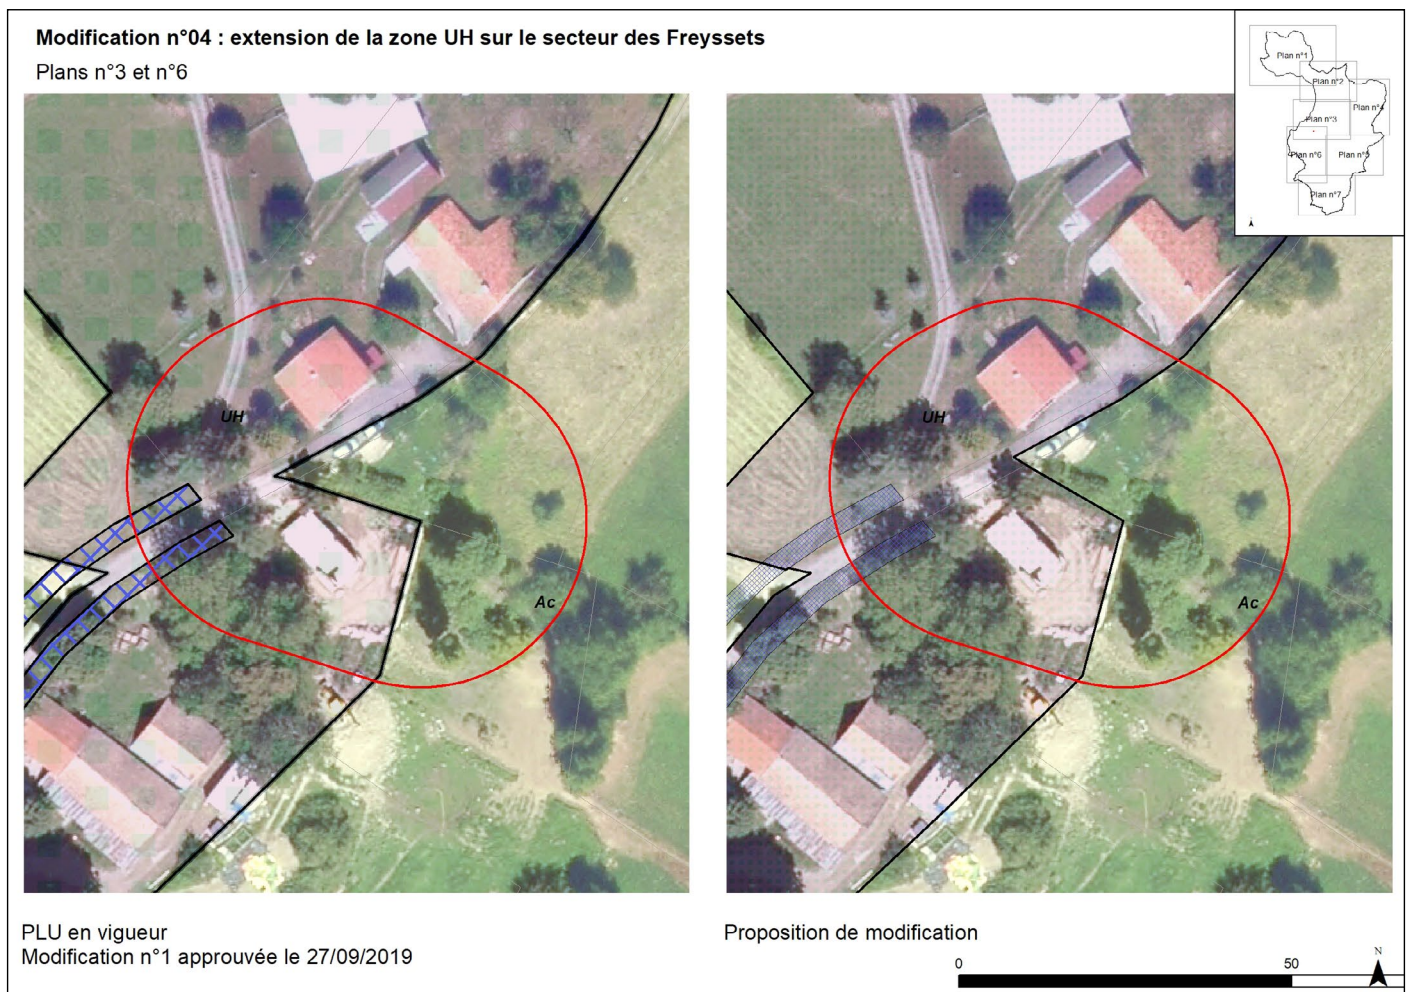 Modification n°04 : extension de la zone UH sur le secteur des Freyssets
Plans n°3 et n°6
Plan n°1
Plan n°2
Plan n°4
Plan n°3
Plan n°6
Plan n°5
Plan n°7
UH
Ac
UH
Ac
PLU en vigueur
Modification n°1 approuvée le 27/09/2019
Proposition de modification
0
50
N